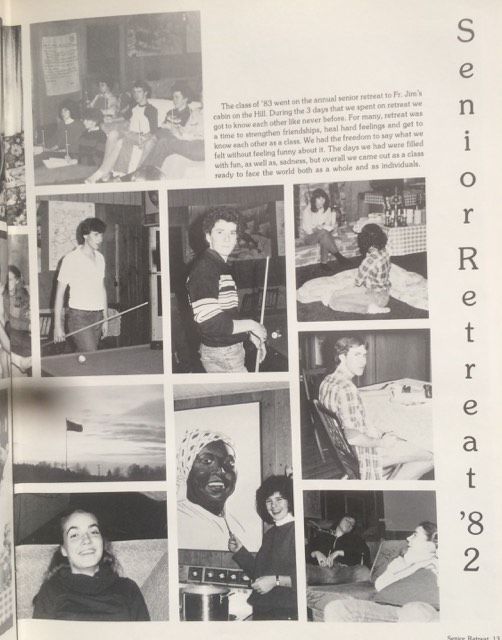 The class of '83 went on the annual senior retreat to Fr. Jim's
cabin on the Hill. During the 3 days that we spent on retreat we
got to know each other like never before. For many, retreat was
a time to strengthen friendships, heal hard feelings and get to
know each other as a class. We had the freedom to say what we
felt without feeling funny about it. The days we had were filled
with, as well, as, sadness, but overall we came out as a class
ready to face the world both as a whole and as individuals.
Senior Retreat '82
Senior Retreat 13